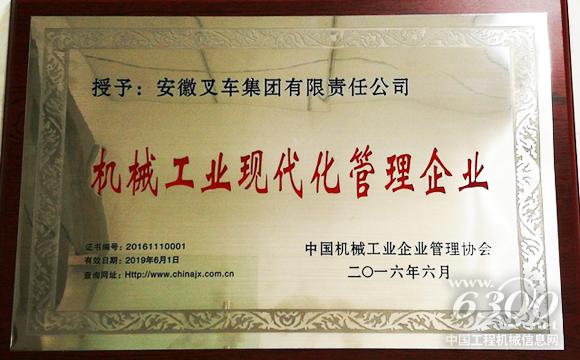 授予：安徽叉车集团有限责任公司
机械工业现代化管理企业
证书编号：20161110001
有效日期：2019年6月1日
查询网址：Http://www.chinajx.com.cn
中国机械工业企业管理协会
二〇一六年六月
6300
中国工程机械信息网